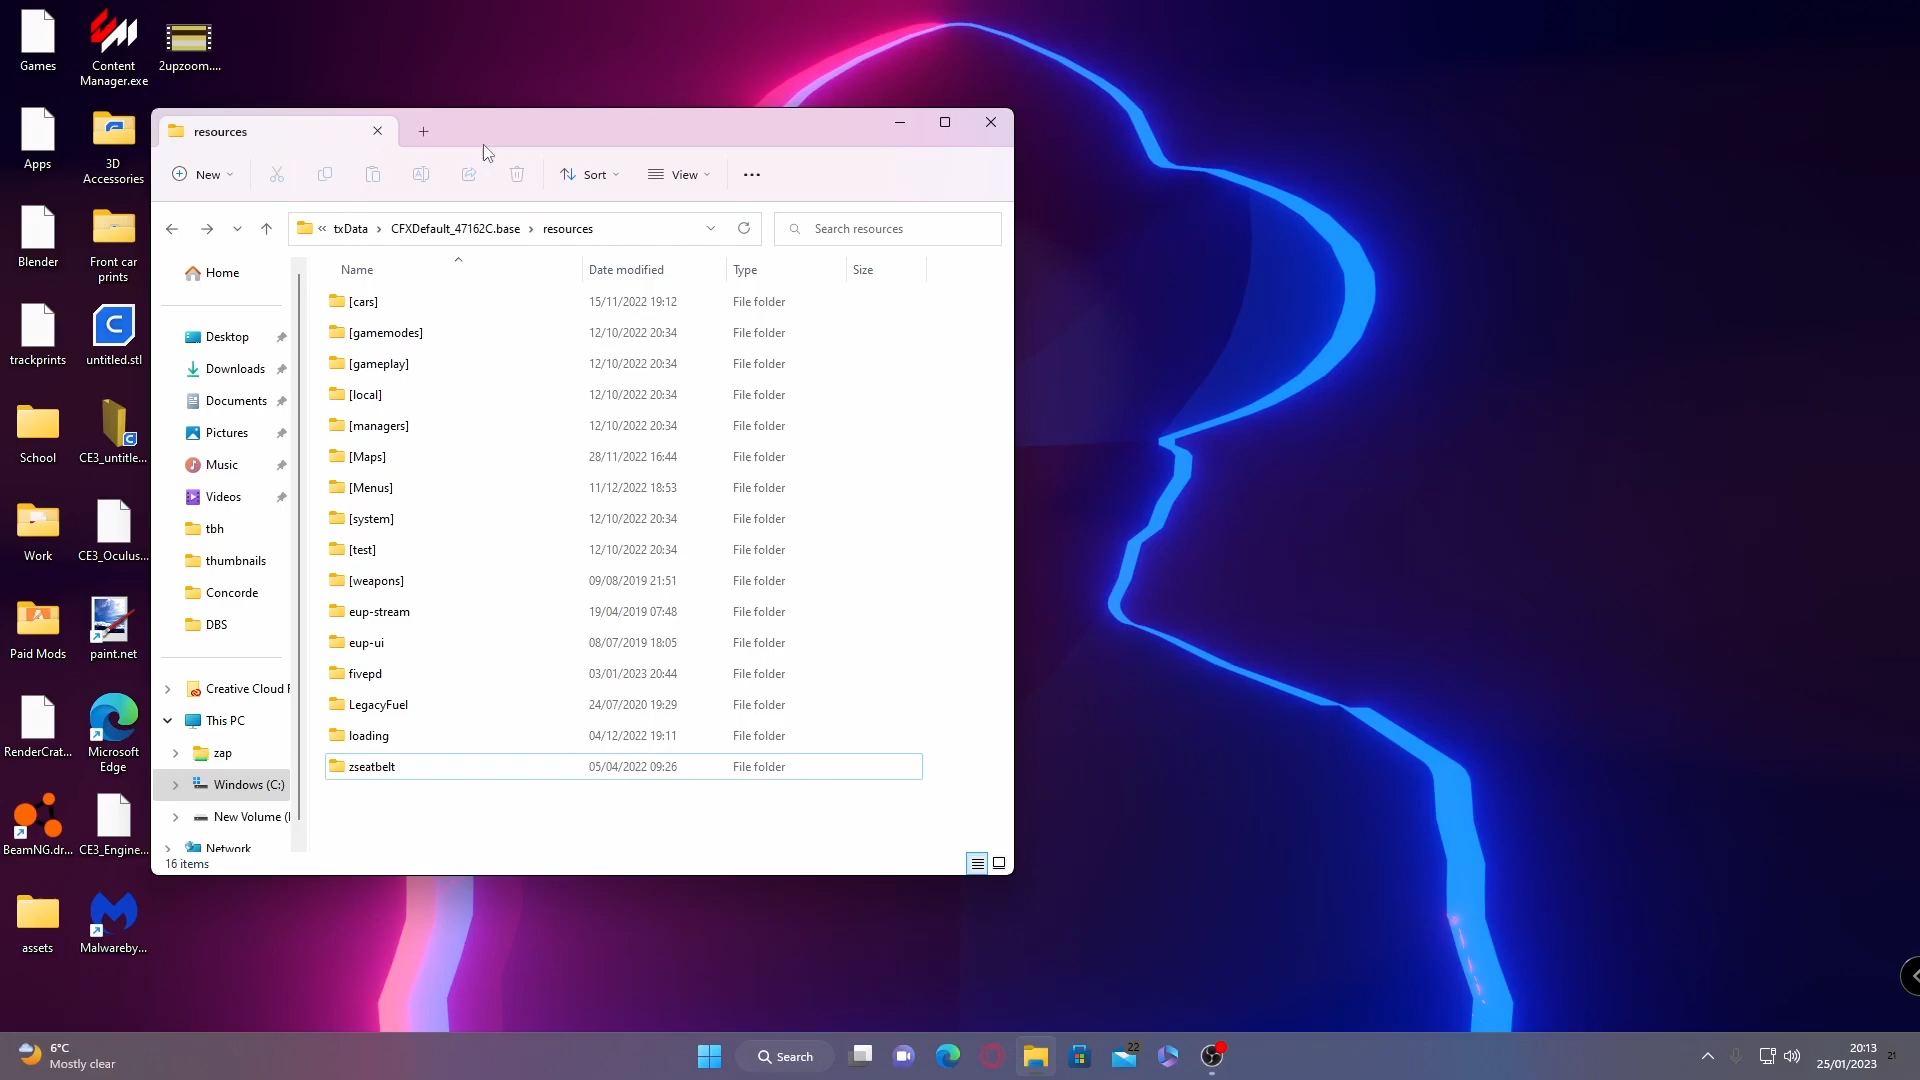 Games
Content
Manager.exe
2upzoom....
Apps
3D
Accessories
Blender
Front car
prints
trackprints
untitled.stl
School
CE3_untitle...
Work
CE3_Oculus...
Paid Mods
paint.net
RenderCrat...
Microsoft
Edge
BeamNG.dr...
CE3_Engine...
assets
Malwareby...
resources
New
Sort
View
txData
CFXDefault_47162C.base
resources
Search resources
Home
Desktop
Downloads
Documents
Pictures
Music
Videos
tbh
thumbnails
Concorde
DBS
Creative Cloud F
This PC
zap
Windows (C:)
New Volume (
Network
Name Date modified Type Size
[cars] 15/11/2022 19:12 File folder
[gamemodes] 12/10/2022 20:34 File folder
[gameplay] 12/10/2022 20:34 File folder
[local] 12/10/2022 20:34 File folder
[managers] 12/10/2022 20:34 File folder
[Maps] 28/11/2022 16:44 File folder
[Menus] 11/12/2022 18:53 File folder
[system] 12/10/2022 20:34 File folder
[test] 12/10/2022 20:34 File folder
[weapons] 09/08/2019 21:51 File folder
eup-stream 19/04/2019 07:48 File folder
eup-ui 08/07/2019 18:05 File folder
fivepd 03/01/2023 20:44 File folder
LegacyFuel 24/07/2020 19:29 File folder
loading 04/12/2022 19:11 File folder
zseatbelt 05/04/2022 09:26 File folder
16 items
6°C
Mostly clear
Search
22
20:13
25/01/2023
21